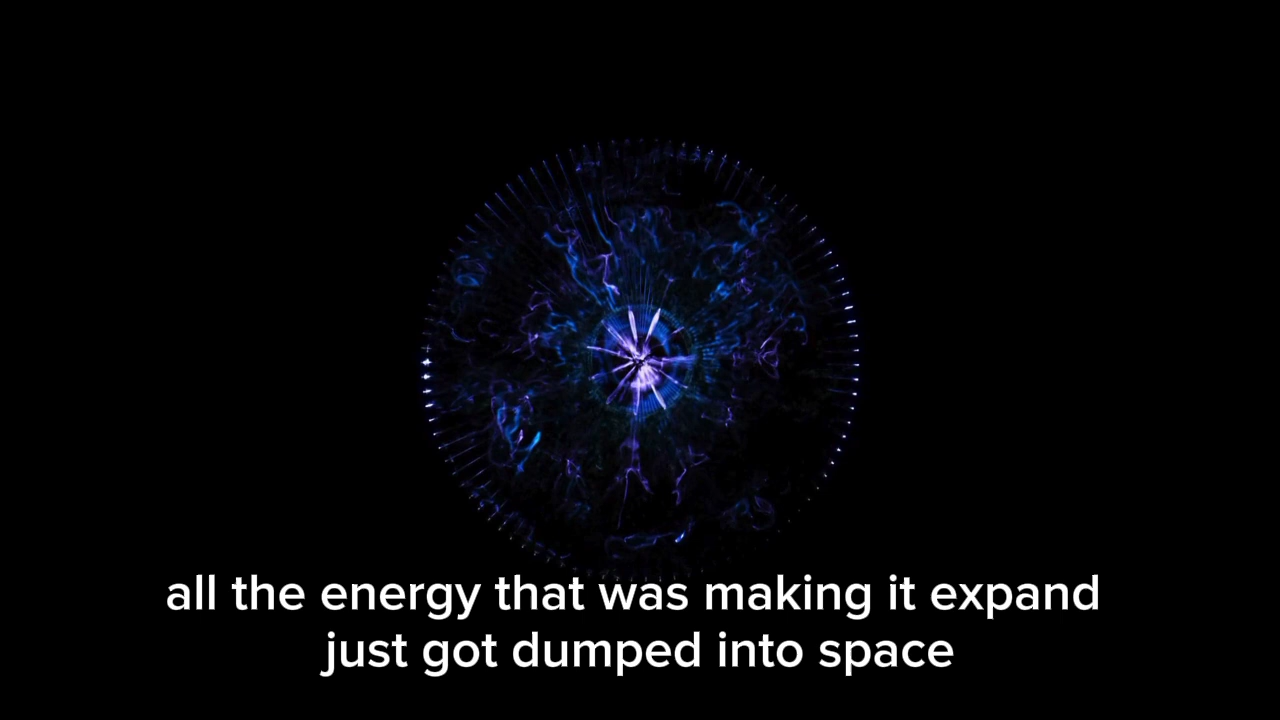 all the energy that was making it expand
just got dumped into space